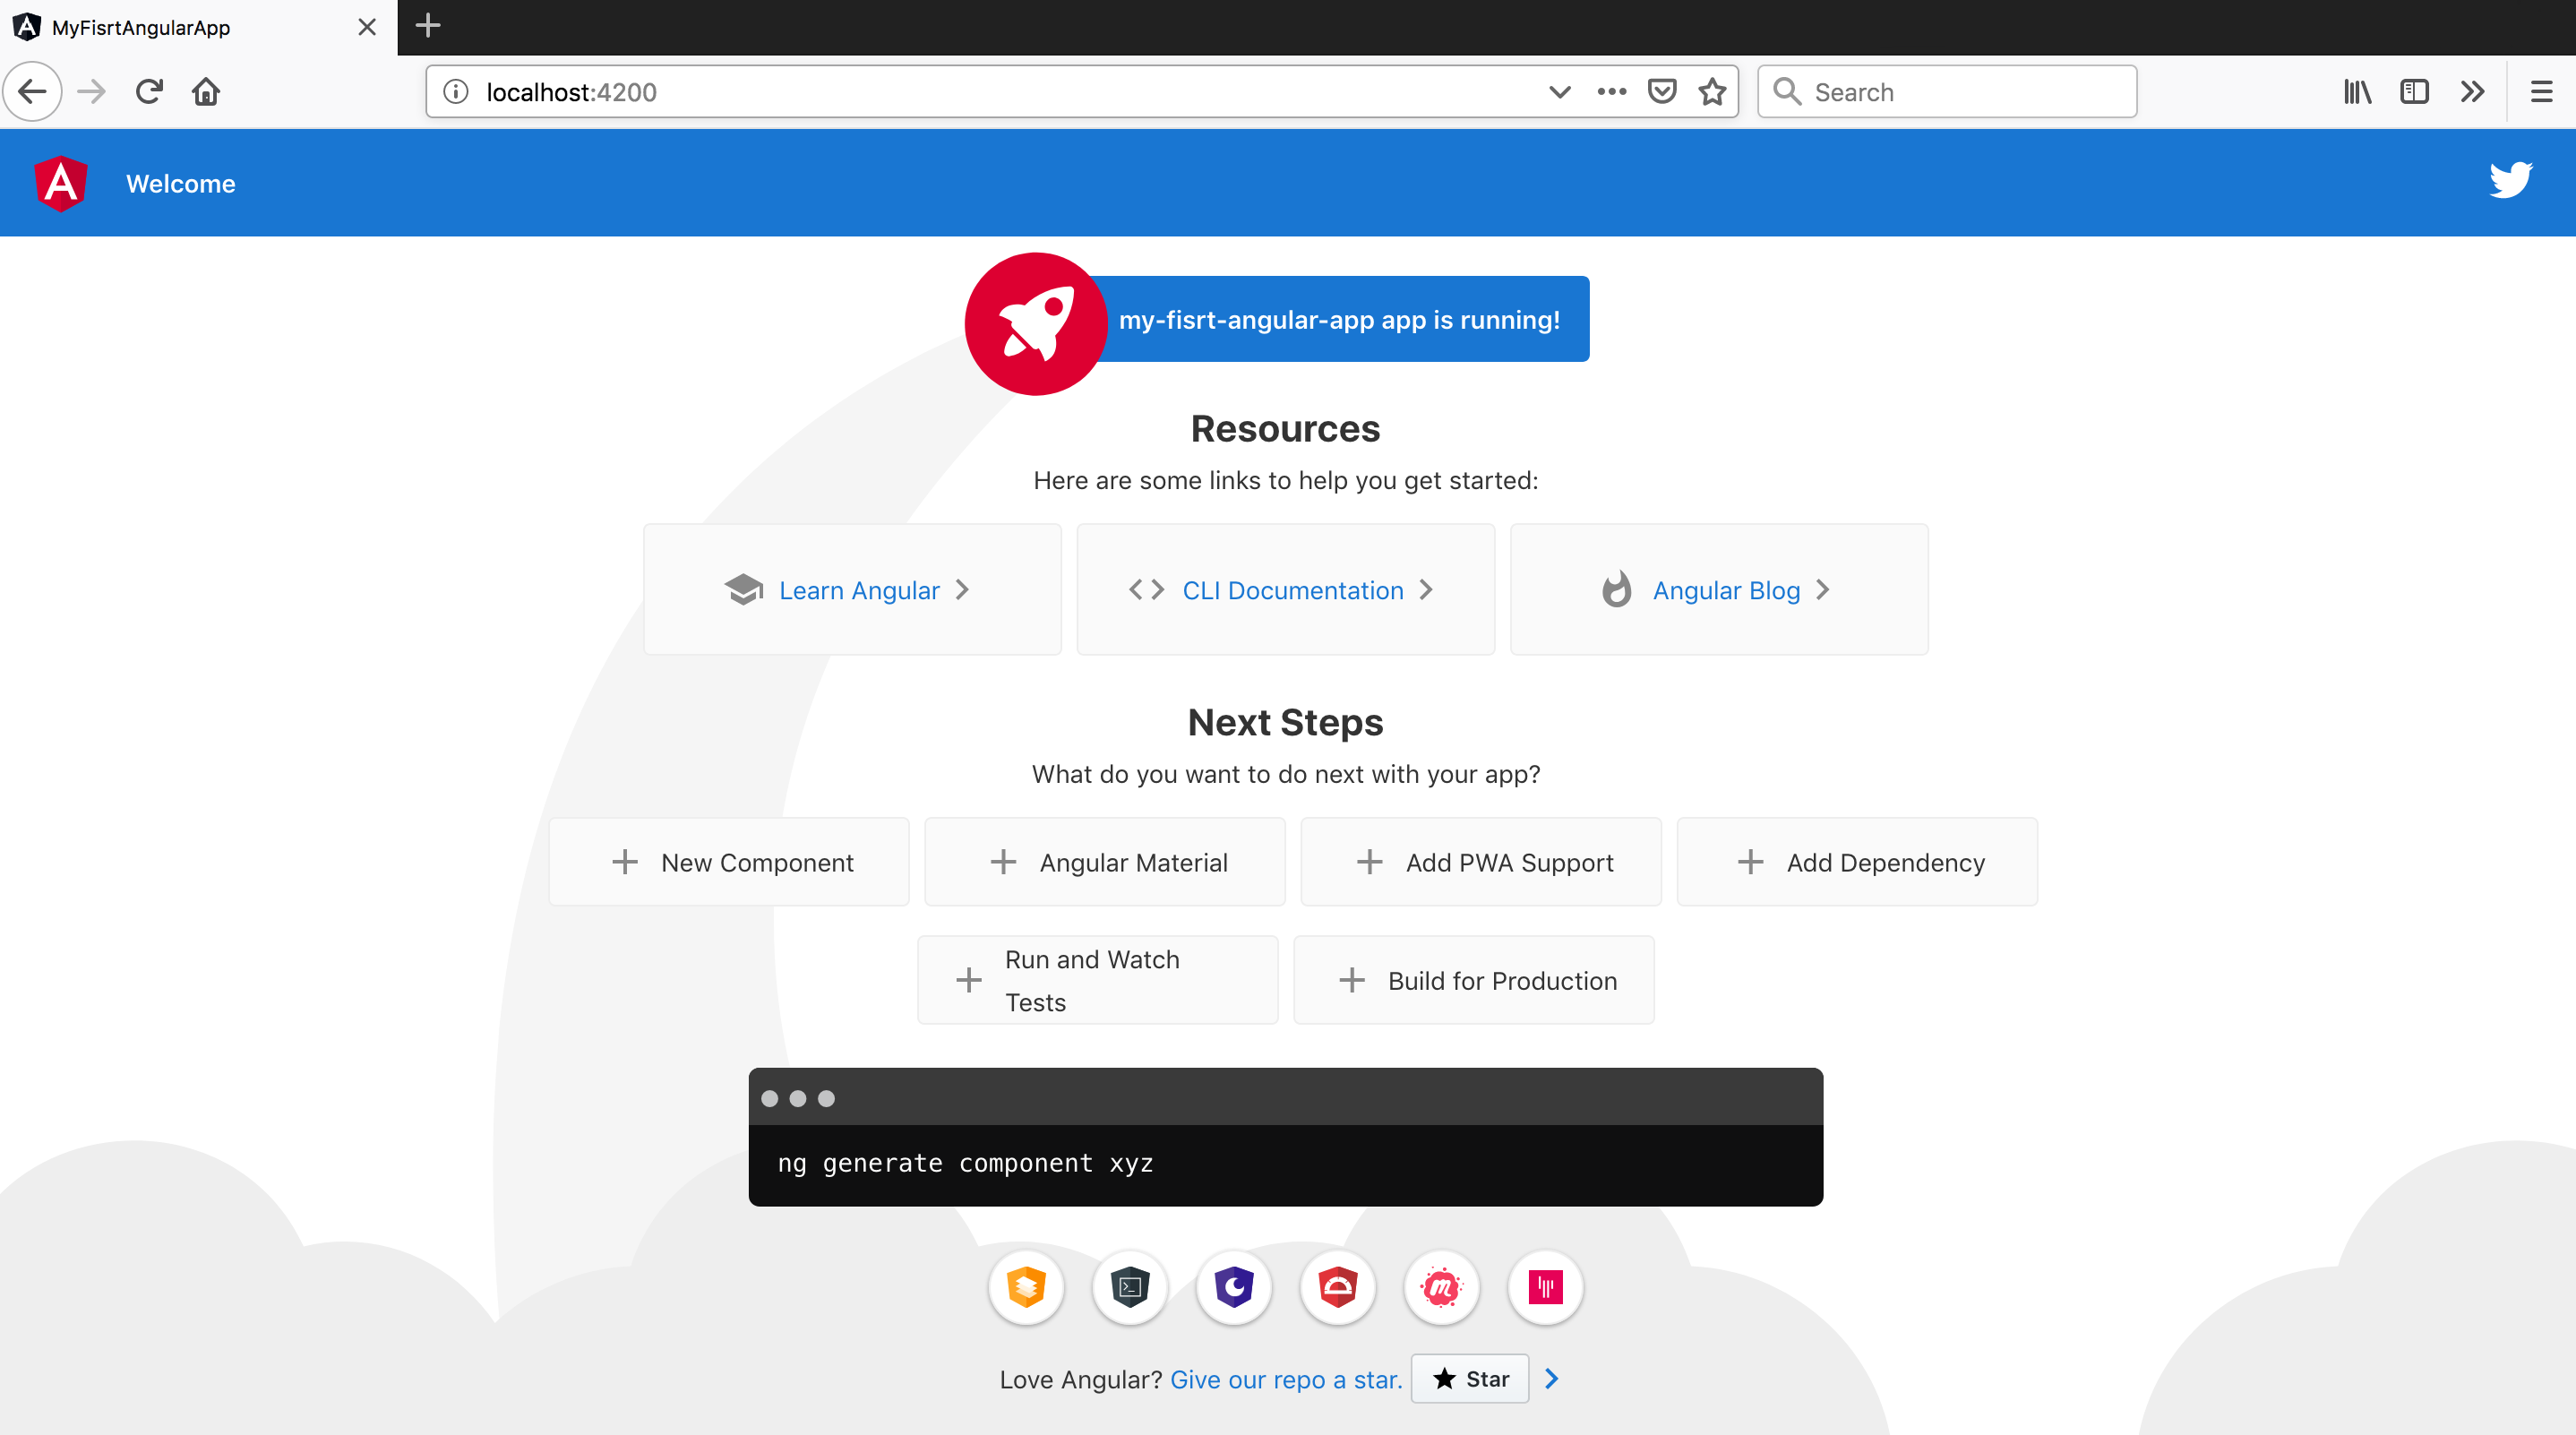 MyFisrtAngularApp
localhost:4200
Search
Welcome
my-fisrt-angular-app app is running!
Resources
Here are some links to help you get started:
Learn Angular
CLI Documentation
Angular Blog
Next Steps
What do you want to do next with your app?
New Component
Angular Material
Add PWA Support
Add Dependency
Run and Watch
Tests
Build for Production
ng generate component xyz
Love Angular? Give our repo a star. Star